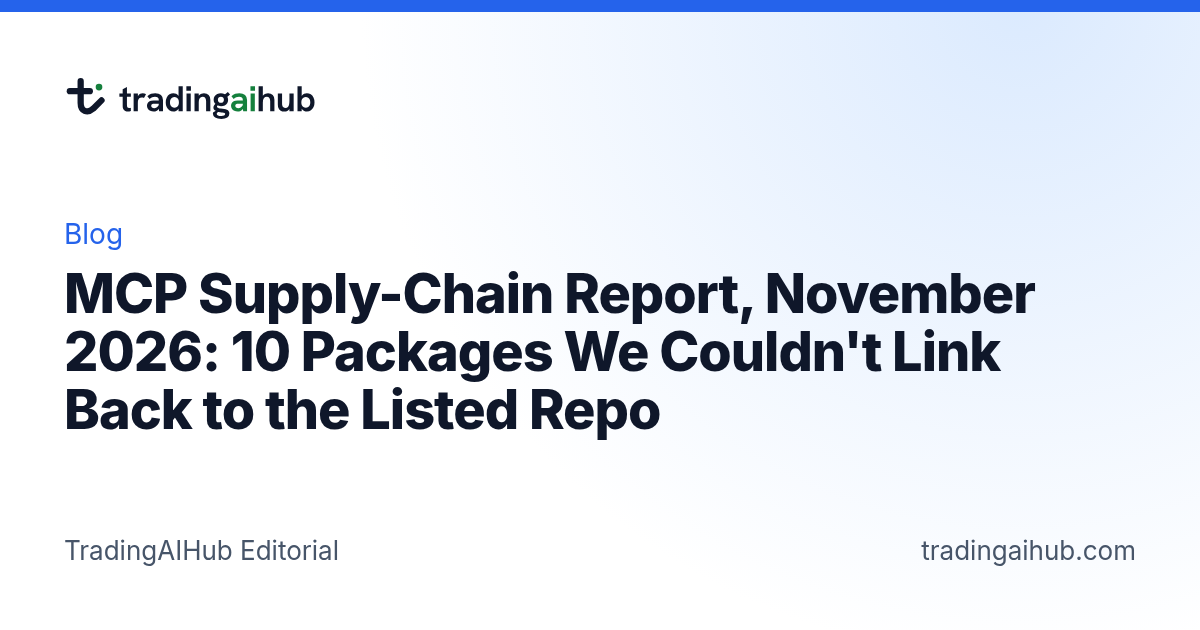 tradingaihub
Blog
MCP Supply-Chain Report, November
2026: 10 Packages We Couldn't Link
Back to the Listed Repo
TradingAIHub Editorial
tradingaihub.com